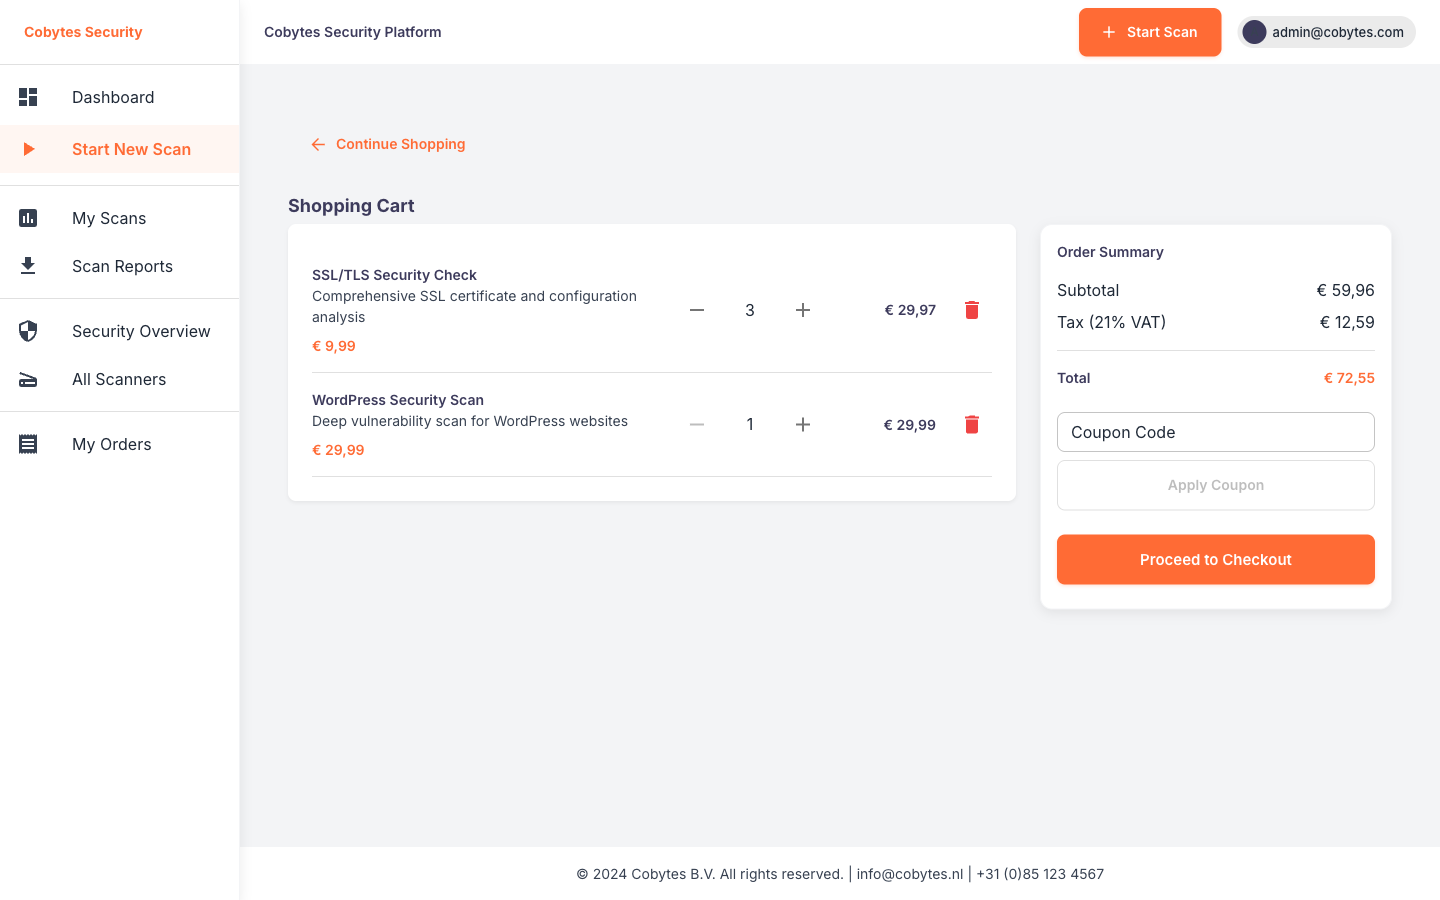 Cobytes Security
Cobytes Security Platform
Start Scan
admin@cobytes.com
Dashboard
Start New Scan
My Scans
Scan Reports
Security Overview
All Scanners
My Orders
Continue Shopping
Shopping Cart
SSL/TLS Security Check
Comprehensive SSL certificate and configuration
analysis
€ 9,99
3
€ 29,97
WordPress Security Scan
Deep vulnerability scan for WordPress websites
€ 29,99
1
€ 29,99
Order Summary
Subtotal € 59,96
Tax (21% VAT) € 12,59
Total € 72,55
Coupon Code
Apply Coupon
Proceed to Checkout
© 2024 Cobytes B.V. All rights reserved. | info@cobytes.nl | +31 (0)85 123 4567